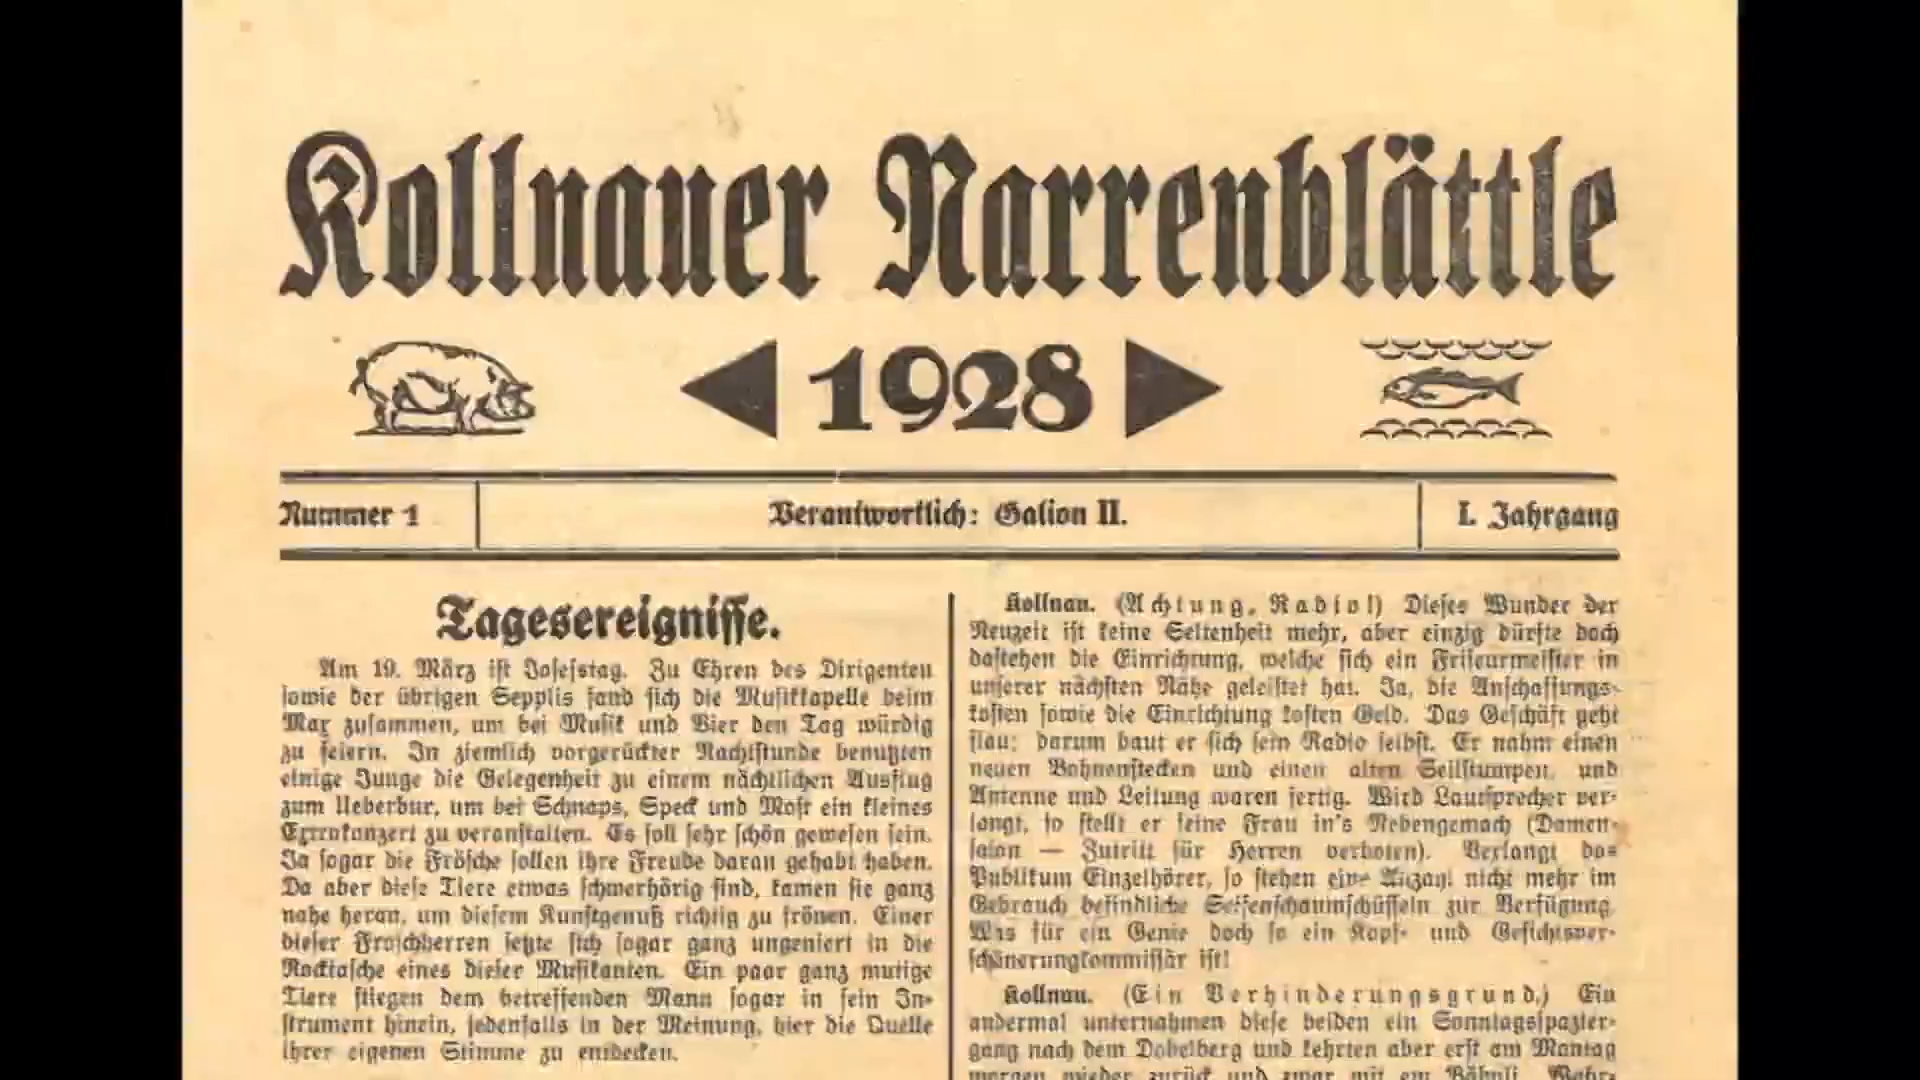 Kollnauer Narrenblättle
1928
Nummer 1
Verantwortlich: Galion II.
I. Jahrgang
Tagesereignisse.
Am 19. März ist Josefstag. Zu Ehren des Dirigenten
sowie der übrigen Sepplis fand sich die Musikkapelle beim
Max zusammen, um bei Musik und Bier den Tag würdig
zu feiern. In ziemlich vorgerückter Nachtstunde benutzten
einige Junge die Gelegenheit zu einem nächtlichen Ausflug
zum Ueberbur, um bei Schnaps, Speck und Most ein kleines
Extrakonzert zu veranstalten. Es soll sehr schön gewesen sein.
Ja sogar die Frösche sollen ihre Freude daran gehabt haben.
Da aber diese Tiere etwas schwerhörig sind, kamen sie ganz
nahe heran, um diesem Kunstgenuß richtig zu frönen. Einer
dieser Froschherren setzte sich sogar ganz ungeniert in die
Rocktasche eines dieser Musikanten. Ein paar ganz mutige
Tiere stiegen dem betreffenden Mann sogar in sein In-
strument hinein, jedenfalls in der Meinung, hier die Quelle
ihrer eigenen Stimme zu entdecken.
Kollnau. (Achtung, Radio!) Dieses Wunder der
Neuzeit ist keine Seltenheit mehr, aber einzig dürfte doch
dastehen die Einrichtung, welche sich ein Friseurmeister in
unserer nächsten Nähe geleistet hat. Ja, die Anschaffungs-
kosten sowie die Einrichtung kosten Geld. Das Geschäft geht
flau; darum baut er sich sein Radio selbst. Er nahm einen
neuen Bohnenstecken und einen alten Seilstumpen, und
Antenne und Leitung waren fertig. Wird Lautsprecher ver-
langt, so stellt er seine Frau in's Nebengemach (Damen-
salon — Zutritt für Herren verboten). Verlangt das
Publikum Einzelhörer, so stehen eine Anzahl nicht mehr im
Gebrauch befindliche Seifenschaumschüsseln zur Verfügung.
Was für ein Genie doch so ein Kopf- und Gesichtsver-
schönerungkommissär ist!
Kollnau. (Ein Verhinderungsgrund.) Ein
andermal unternahmen diese beiden ein Sonntagsspazier-
gang nach dem Dobelberg und kehrten aber erst am Montag
morgen wieder zurück und zwar mit em Bähnli.